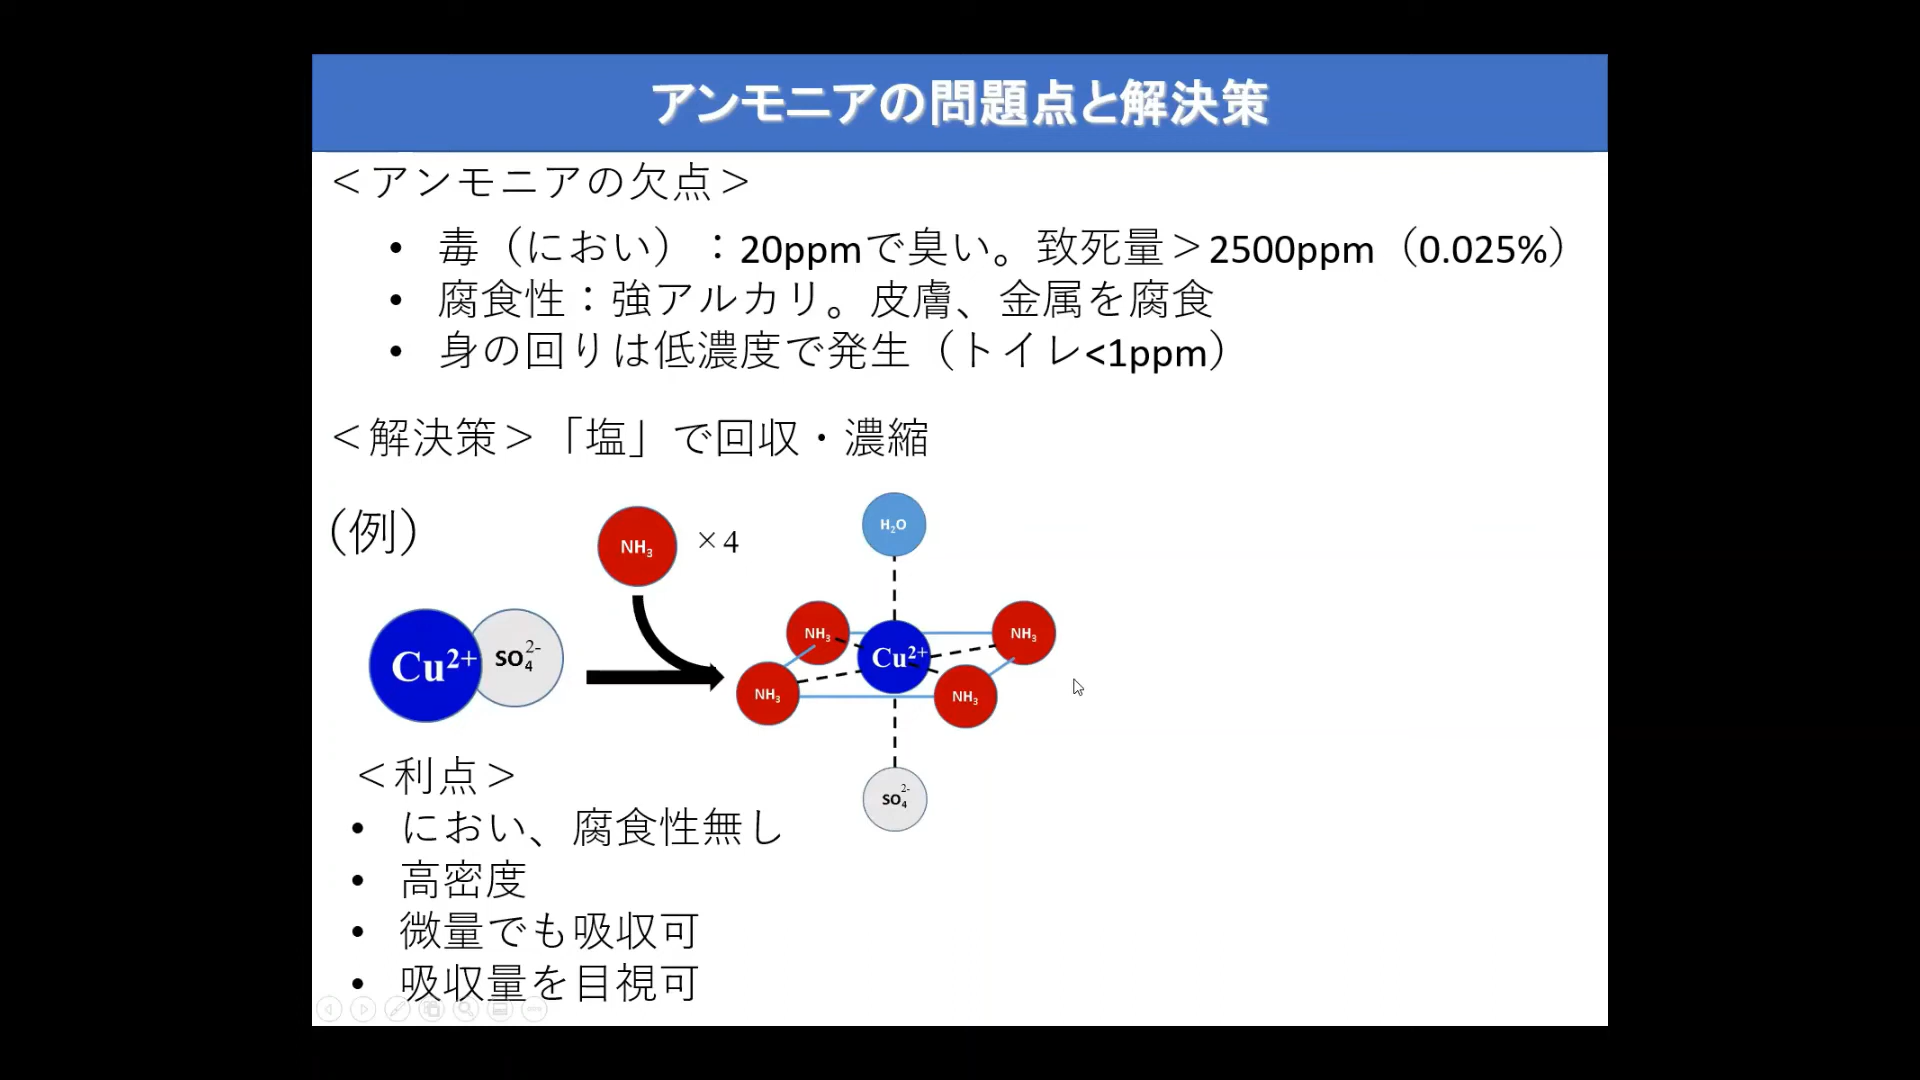 アンモニアの問題点と解決策
＜アンモニアの欠点＞
• 毒（におい）：20ppmで臭い。致死量＞2500ppm（0.025%）
• 腐食性：強アルカリ。皮膚、金属を腐食
• 身の回りは低濃度で発生（トイレ<1ppm）
＜解決策＞「塩」で回収・濃縮
（例）
NH₃ ×4
Cu²⁺ SO₄²⁻
H₂O
NH₃ NH₃
Cu²⁺
NH₃ NH₃
SO₄²⁻
＜利点＞
• におい、腐食性無し
• 高密度
• 微量でも吸収可
• 吸収量を目視可